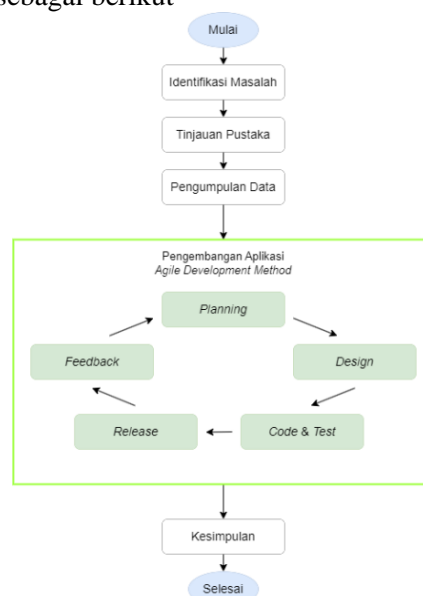 sebagai berikut
Mulai
Identifikasi Masalah
Tinjauan Pustaka
Pengumpulan Data
Pengembangan Aplikasi
Agile Development Method
Planning
Feedback
Design
Release
Code & Test
Kesimpulan
Selesai